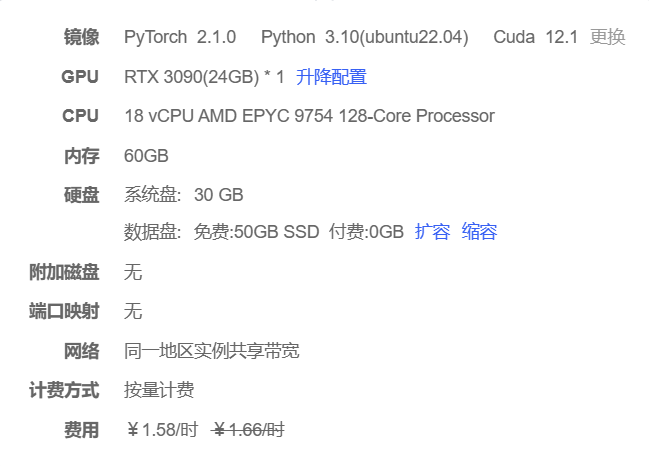 镜像 PyTorch 2.1.0 Python 3.10(ubuntu22.04) Cuda 12.1 更换
GPU RTX 3090(24GB) * 1 升降配置
CPU 18 vCPU AMD EPYC 9754 128-Core Processor
内存 60GB
硬盘 系统盘: 30 GB
数据盘: 免费:50GB SSD 付费:0GB 扩容 缩容
附加磁盘 无
端口映射 无
网络 同一地区实例共享带宽
计费方式 按量计费
费用 ¥1.58/时 ¥1.66/时